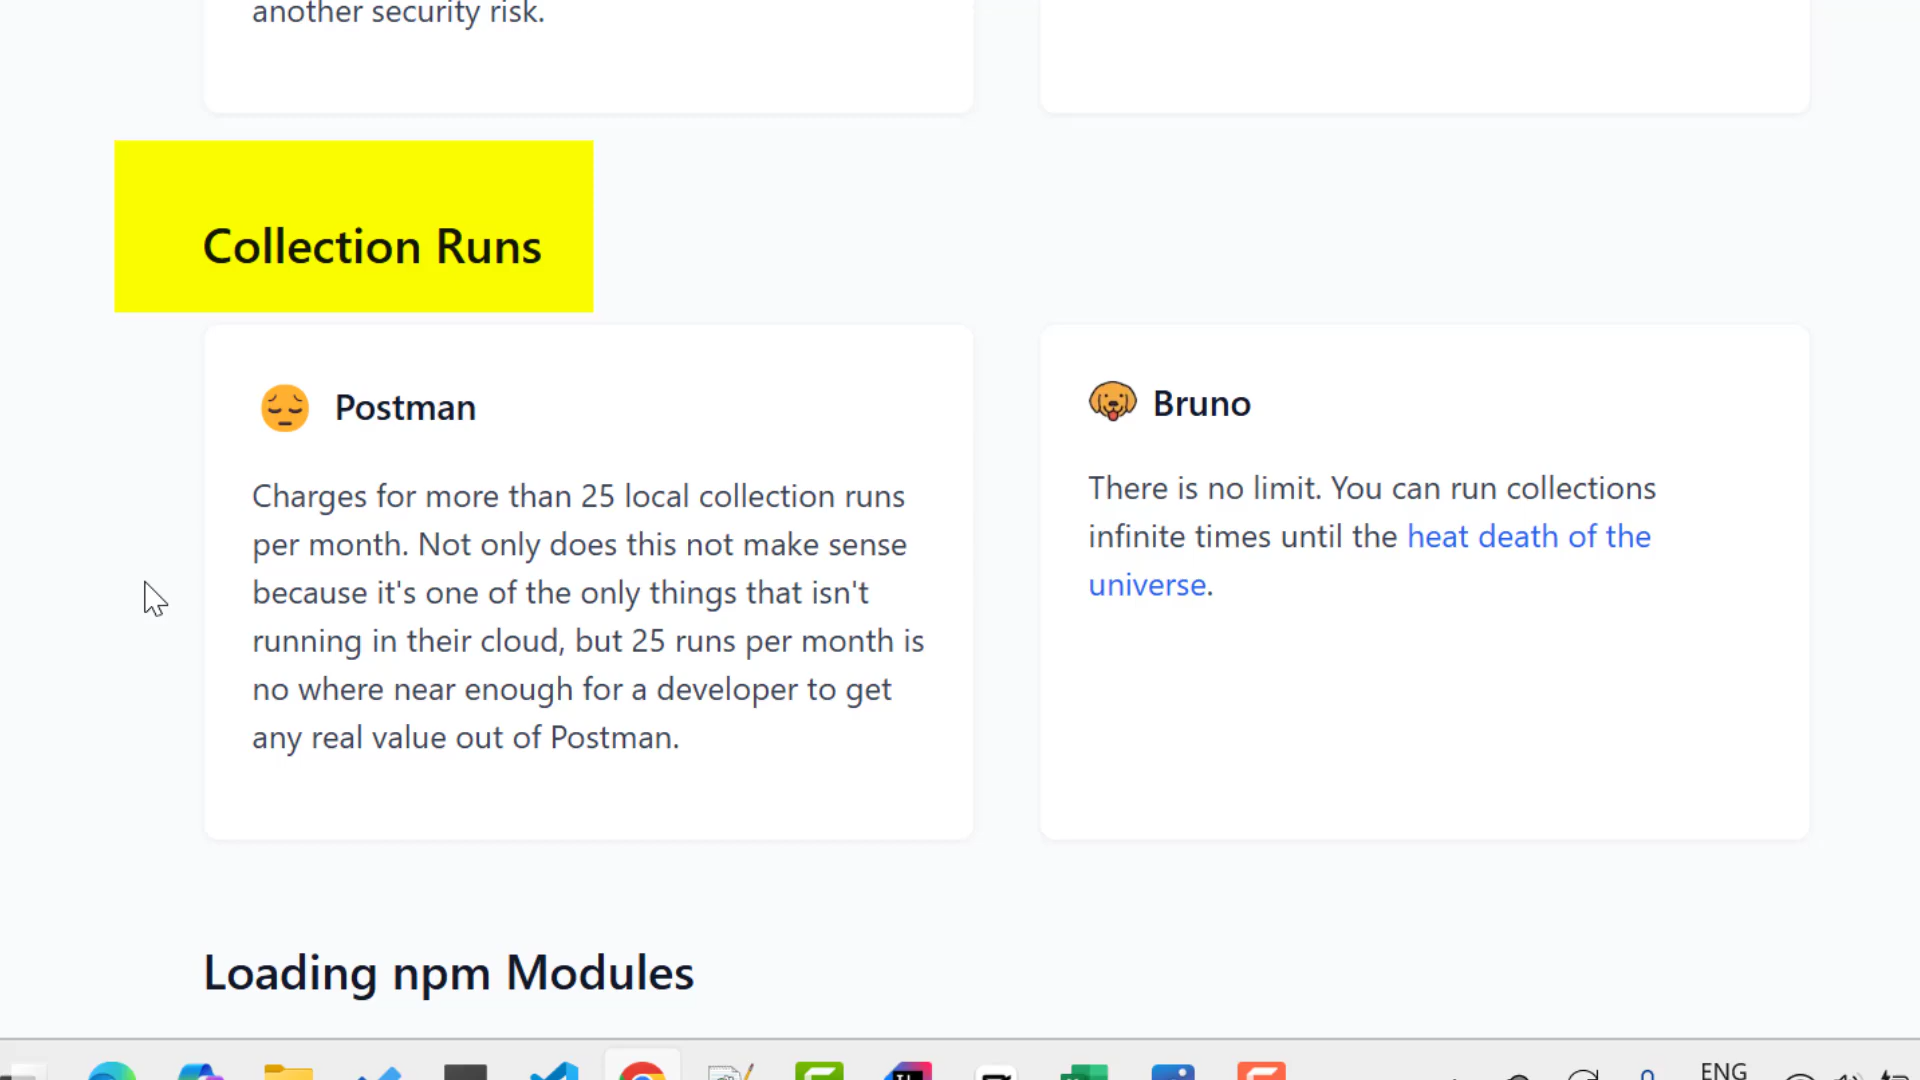 another security risk.
Collection Runs
Postman
Charges for more than 25 local collection runs
per month. Not only does this not make sense
because it's one of the only things that isn't
running in their cloud, but 25 runs per month is
no where near enough for a developer to get
any real value out of Postman.
Bruno
There is no limit. You can run collections
infinite times until the heat death of the
universe.
Loading npm Modules
ENG